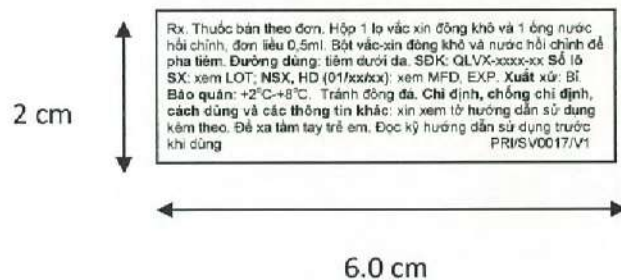 Rx. Thuốc bán theo đơn. Hộp 1 lọ vắc xin đông khô và 1 ống nước
hồi chỉnh, đơn liều 0,5ml. Bột vắc-xin đông khô và nước hồi chỉnh để
pha tiêm. Đường dùng: tiêm dưới da. SĐK: QLVX-xxxx-xx Số lô
SX: xem LOT; NSX, HD (01/xx/xx): xem MFD, EXP. Xuất xứ: Bỉ.
Bảo quản: +2°C-+8°C. Tránh đông đá. Chỉ định, chống chỉ định,
cách dùng và các thông tin khác: xin xem tờ hướng dẫn sử dụng
kèm theo. Để xa tầm tay trẻ em. Đọc kỹ hướng dẫn sử dụng trước
khi dùng PRI/SV0017/V1
2 cm
6.0 cm